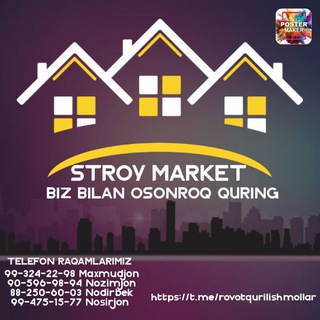 POSTER
MAKER
STROY MARKET
BIZ BILAN OSONROQ QURING
TELEFON RAQAMLARIMIZ
99-324-22-98 Maxmudjon
90-596-98-94 Nozimjon
88-250-60-03 Nodirbek
99-475-15-77 Nosirjon
https://t.me/rovotqurilishmollar